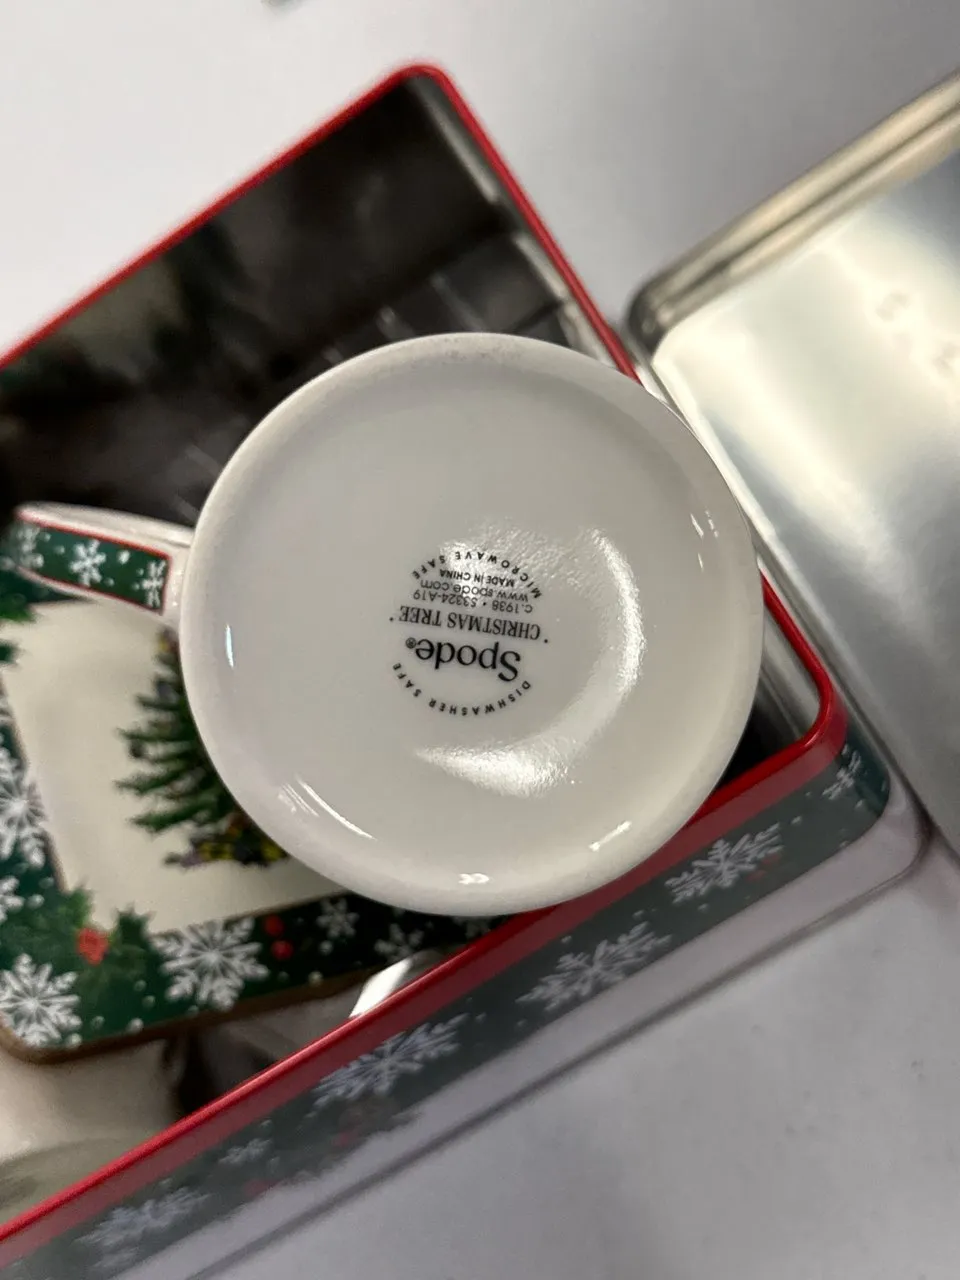 DISHWASHER SAFE
Spode®
"CHRISTMAS TREE"
c.1938 • S3324-A19
www.spode.com
MADE IN CHINA
MICROWAVE SAFE